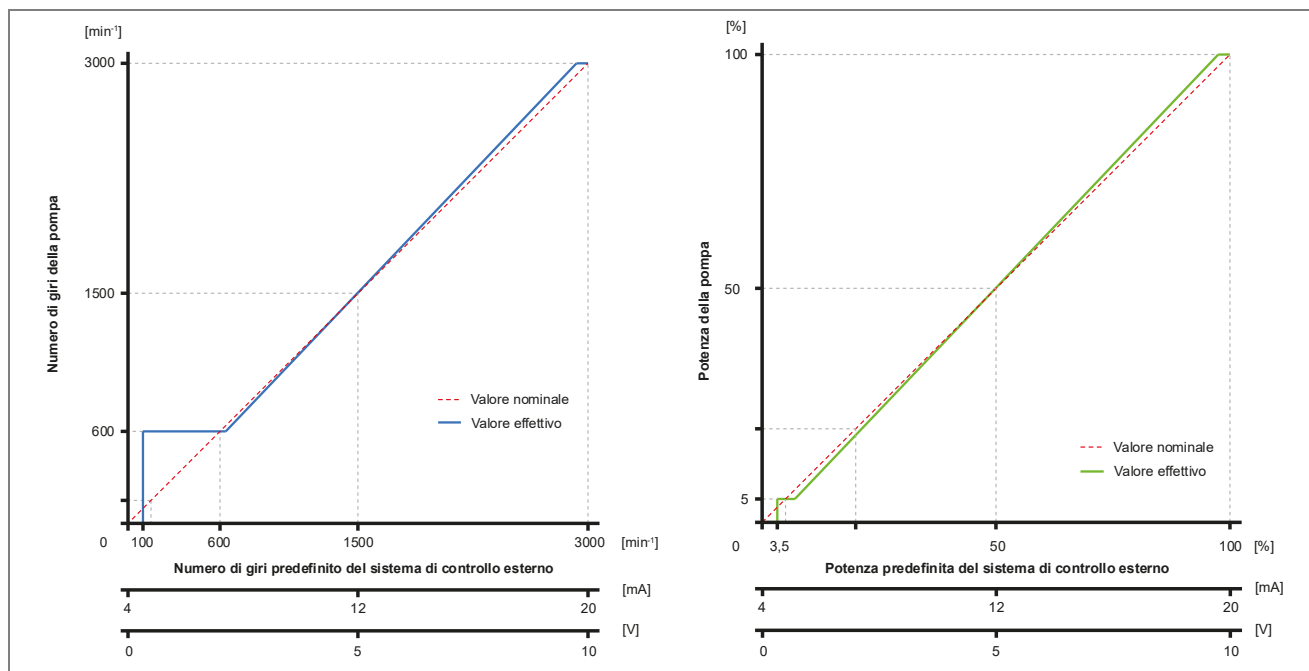 [min⁻¹]
3000
1500
600
Numero di giri della pompa
Valore nominale
Valore effettivo
0 100 600 1500 3000 [min⁻¹]
Numero di giri predefinito del sistema di controllo esterno
[mA]
4 12 20
[V]
0 5 10
[%]
100
50
5
Potenza della pompa
Valore nominale
Valore effettivo
0 3,5 50 100 [%]
Potenza predefinita del sistema di controllo esterno
[mA]
4 12 20
[V]
0 5 10